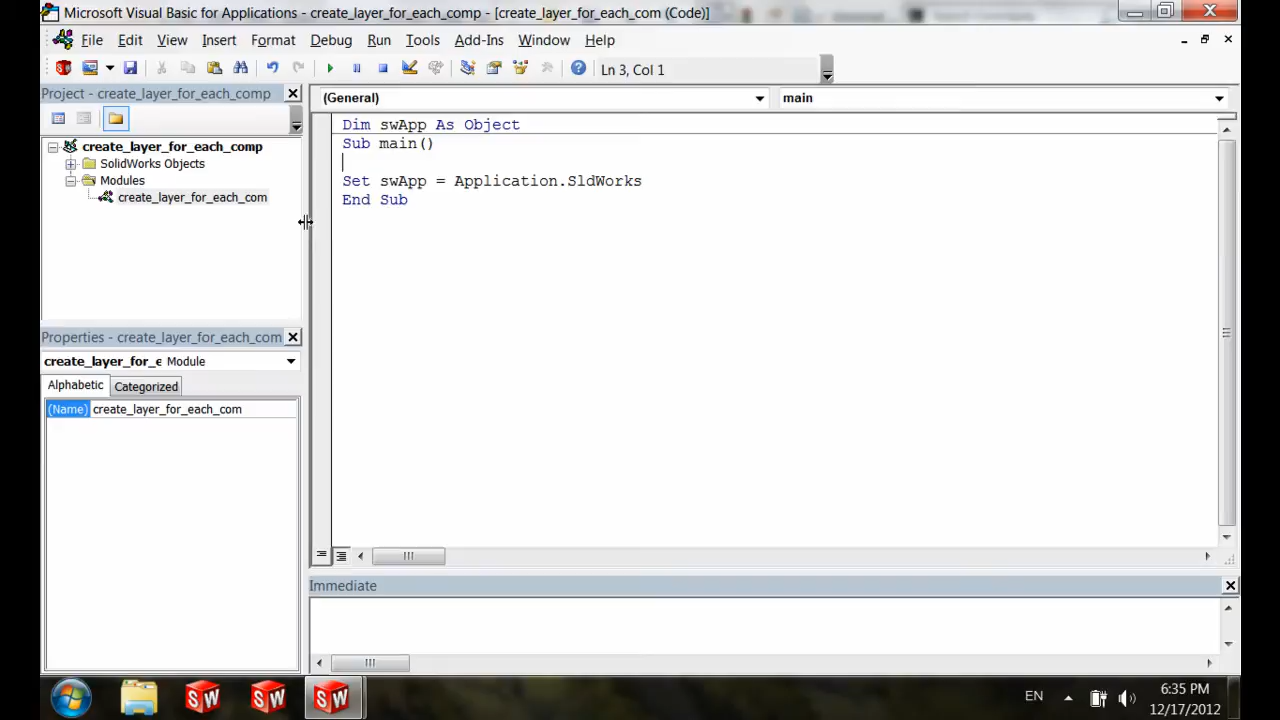 Microsoft Visual Basic for Applications - create_layer_for_each_comp - [create_layer_for_each_com (Code)]
File Edit View Insert Format Debug Run Tools Add-Ins Window Help
Ln 3, Col 1
Project - create_layer_for_each_comp
(General) main
create_layer_for_each_comp
SolidWorks Objects
Modules
create_layer_for_each_com
Dim swApp As Object
Sub main()
Set swApp = Application.SldWorks
End Sub
Properties - create_layer_for_each_com
create_layer_for_e Module
Alphabetic Categorized
(Name) create_layer_for_each_com
Immediate
SW SW SW
EN
6:35 PM
12/17/2012